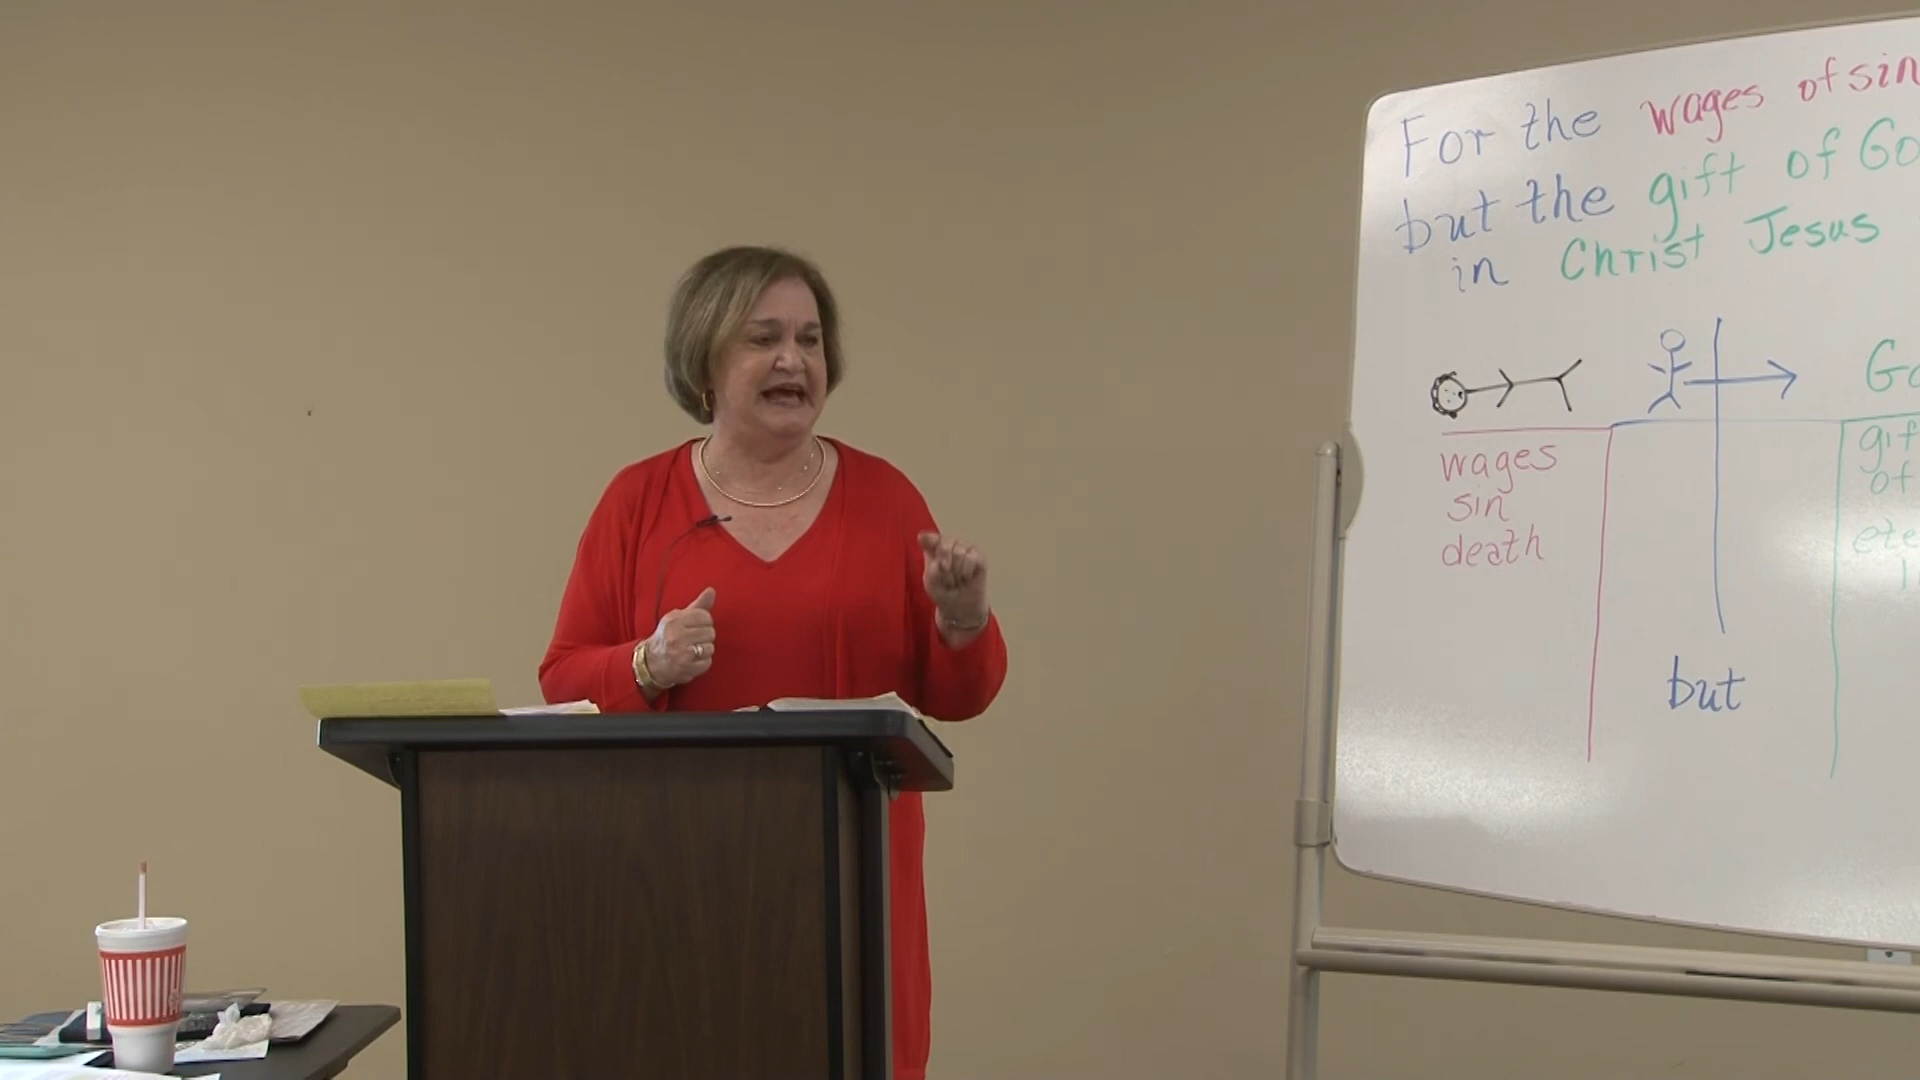 For the wages of sin
but the gift of Go
in Christ Jesus
Go
wages
sin
death
gif
of
ete
but